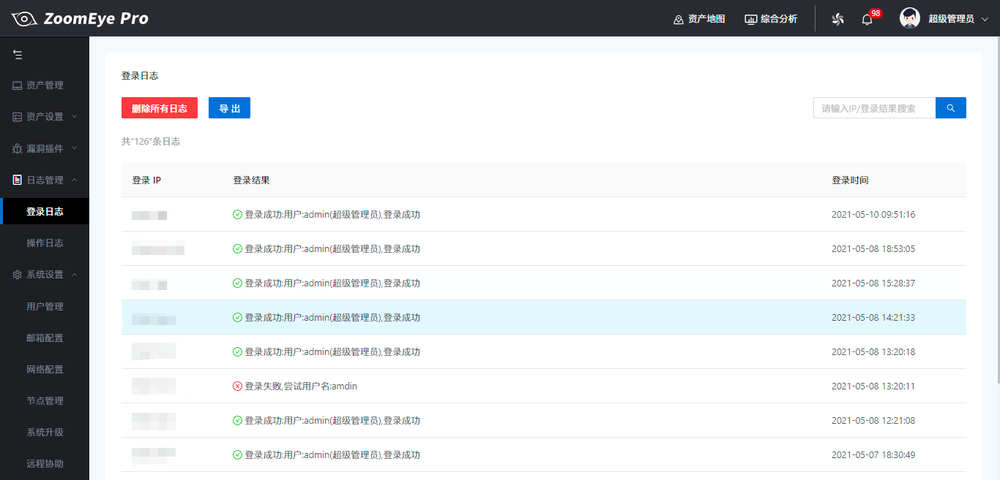 ZoomEye Pro
资产地图
综合分析
98
超级管理员
资产管理
资产设置
漏洞插件
日志管理
登录日志
操作日志
系统设置
用户管理
邮箱配置
网络配置
节点管理
系统升级
远程协助
登录日志
删除所有日志
导 出
请输入IP/登录结果搜索
共"126"条日志
登录 IP 登录结果 登录时间
登录成功:用户:admin(超级管理员),登录成功 2021-05-10 09:51:16
登录成功:用户:admin(超级管理员),登录成功 2021-05-08 18:53:05
登录成功:用户:admin(超级管理员),登录成功 2021-05-08 15:28:37
登录成功:用户:admin(超级管理员),登录成功 2021-05-08 14:21:33
登录成功:用户:admin(超级管理员),登录成功 2021-05-08 13:20:18
登录失败,尝试用户名:amdin 2021-05-08 13:20:11
登录成功:用户:admin(超级管理员),登录成功 2021-05-08 12:21:08
登录成功:用户:admin(超级管理员),登录成功 2021-05-07 18:30:49